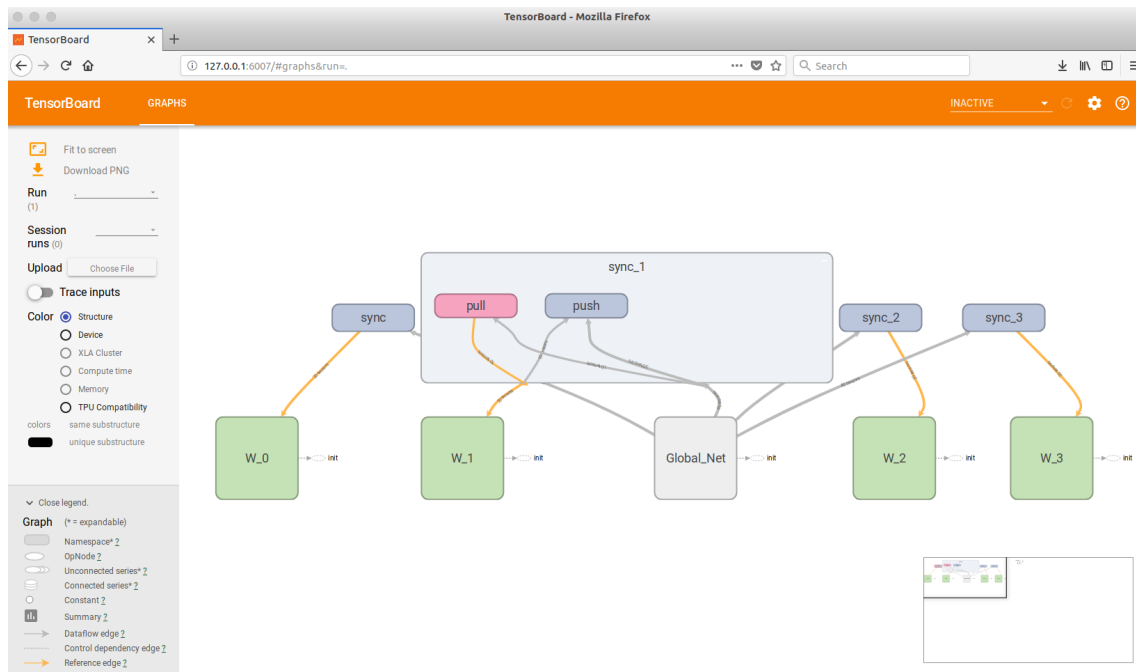 TensorBoard - Mozilla Firefox
TensorBoard × +
127.0.0.1:6007/#graphs&run=. Search
TensorBoard GRAPHS INACTIVE
Fit to screen
Download PNG
Run .
(1)
Session
runs (0)
Upload Choose File
Trace inputs
Color Structure
Device
XLA Cluster
Compute time
Memory
TPU Compatibility
colors same substructure
unique substructure
Close legend.
Graph (* = expandable)
Namespace* ?
OpNode ?
Unconnected series* ?
Connected series* ?
Constant ?
Summary ?
Dataflow edge ?
Control dependency edge ?
Reference edge ?
sync_1
pull push
sync sync_2 sync_3
W_0 init W_1 init Global_Net init W_2 init W_3 init